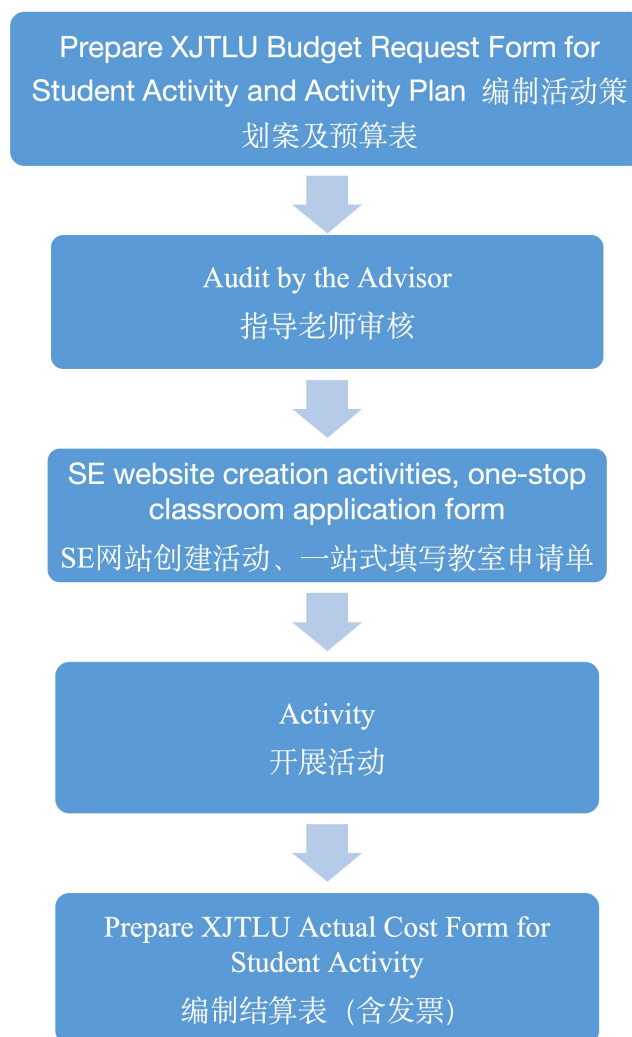 Prepare XJTLU Budget Request Form for
Student Activity and Activity Plan 编制活动策
划案及预算表
Audit by the Advisor
指导老师审核
SE website creation activities, one-stop
classroom application form
SE网站创建活动、一站式填写教室申请单
Activity
开展活动
Prepare XJTLU Actual Cost Form for
Student Activity
编制结算表（含发票）